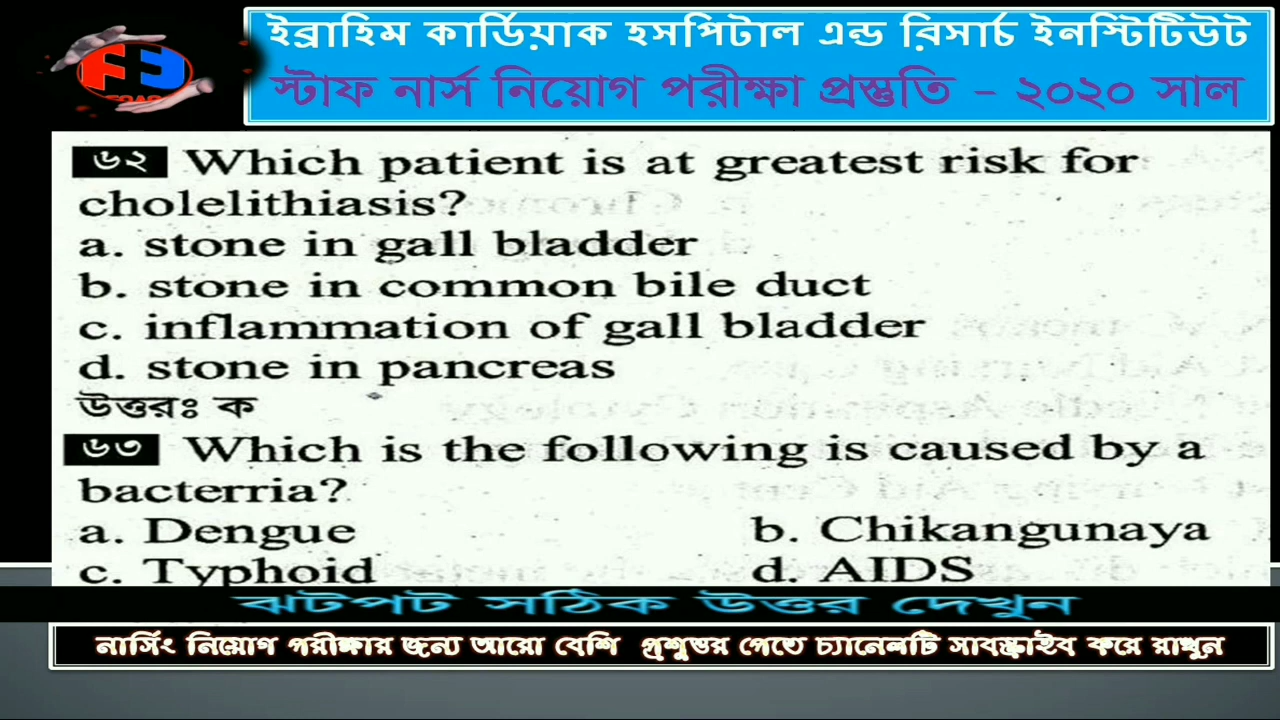 ইব্রাহিম কার্ডিয়াক হসপিটাল এন্ড রিসার্চ ইনস্টিটিউট
স্টাফ নার্স নিয়োগ পরীক্ষা প্রস্তুতি - ২০২০ সাল
৬২ Which patient is at greatest risk for
cholelithiasis?
a. stone in gall bladder
b. stone in common bile duct
c. inflammation of gall bladder
d. stone in pancreas
উত্তরঃ ক
৬৩ Which is the following is caused by a
bacterria?
a. Dengue b. Chikangunaya
c. Typhoid d. AIDS
ঝটপট সঠিক উত্তর দেখুন
নার্সিং নিয়োগ পরীক্ষার জন্য আরো বেশি প্রশ্নুত্তর পেতে চ্যানেলটি সাবস্ক্রাইব করে রাখুন